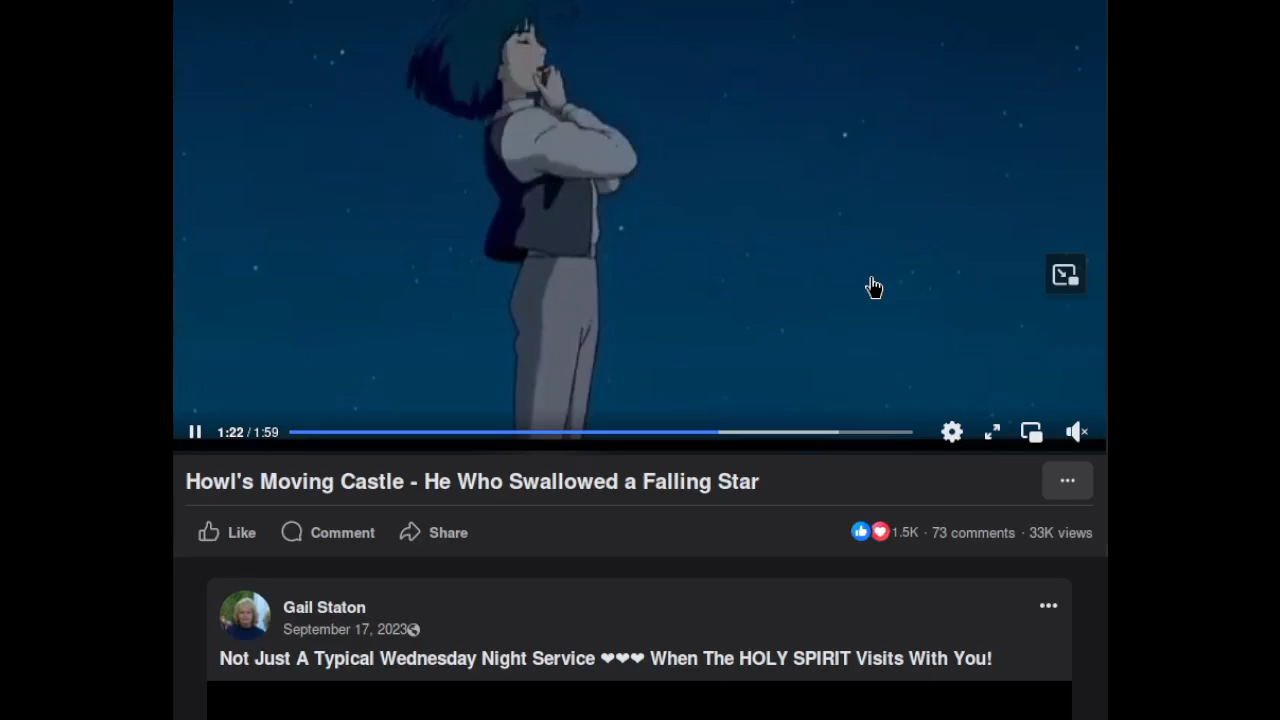 1:22 / 1:59
Howl's Moving Castle - He Who Swallowed a Falling Star
Like
Comment
Share
1.5K · 73 comments · 33K views
Gail Staton
September 17, 2023
Not Just A Typical Wednesday Night Service ❤❤❤ When The HOLY SPIRIT Visits With You!